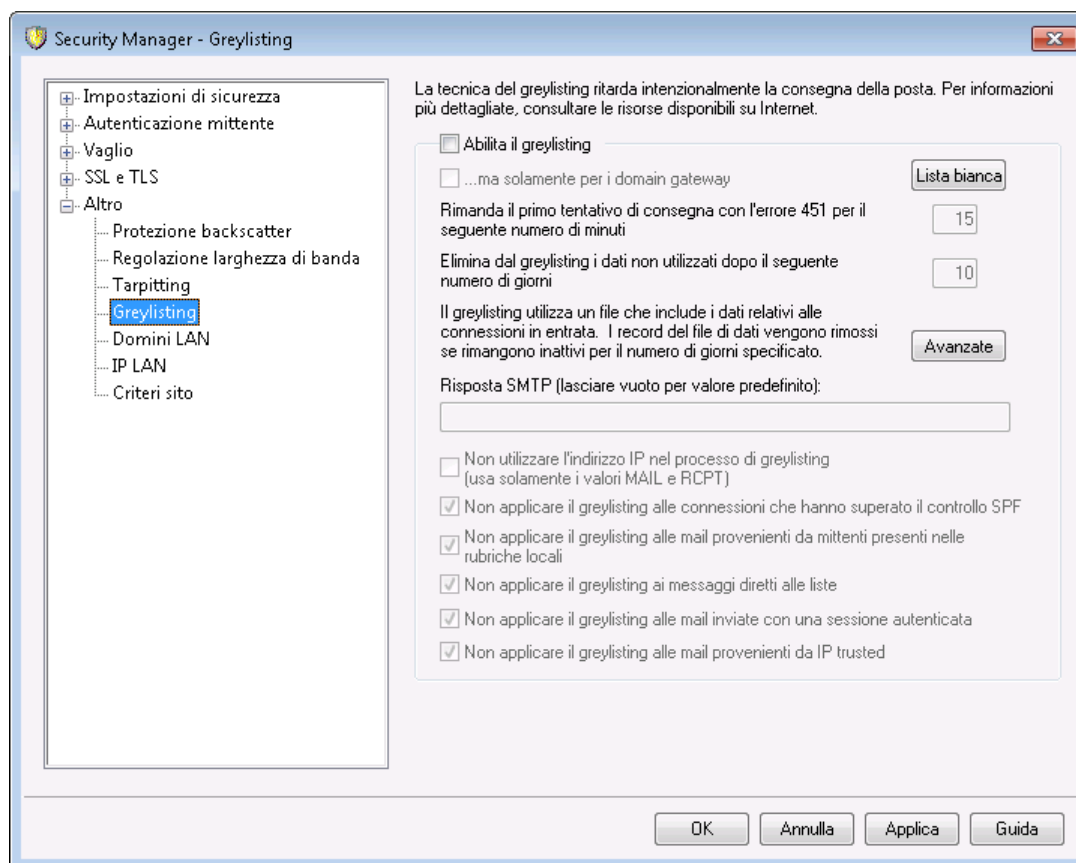 Security Manager - Greylisting
Impostazioni di sicurezza
Autenticazione mittente
Vaglio
SSL e TLS
Altro
Protezione backscatter
Regolazione larghezza di banda
Tarpitting
Greylisting
Domini LAN
IP LAN
Criteri sito
La tecnica del greylisting ritarda intenzionalmente la consegna della posta. Per informazioni
più dettagliate, consultare le risorse disponibili su Internet.
Abilita il greylisting
...ma solamente per i domain gateway
Lista bianca
Rimanda il primo tentativo di consegna con l'errore 451 per il
seguente numero di minuti
15
Elimina dal greylisting i dati non utilizzati dopo il seguente
numero di giorni
10
Il greylisting utilizza un file che include i dati relativi alle
connessioni in entrata. I record del file di dati vengono rimossi
se rimangono inattivi per il numero di giorni specificato.
Avanzate
Risposta SMTP (lasciare vuoto per valore predefinito):
Non utilizzare l'indirizzo IP nel processo di greylisting
(usa solamente i valori MAIL e RCPT)
Non applicare il greylisting alle connessioni che hanno superato il controllo SPF
Non applicare il greylisting alle mail provenienti da mittenti presenti nelle
rubriche locali
Non applicare il greylisting ai messaggi diretti alle liste
Non applicare il greylisting alle mail inviate con una sessione autenticata
Non applicare il greylisting alle mail provenienti da IP trusted
OK
Annulla
Applica
Guida